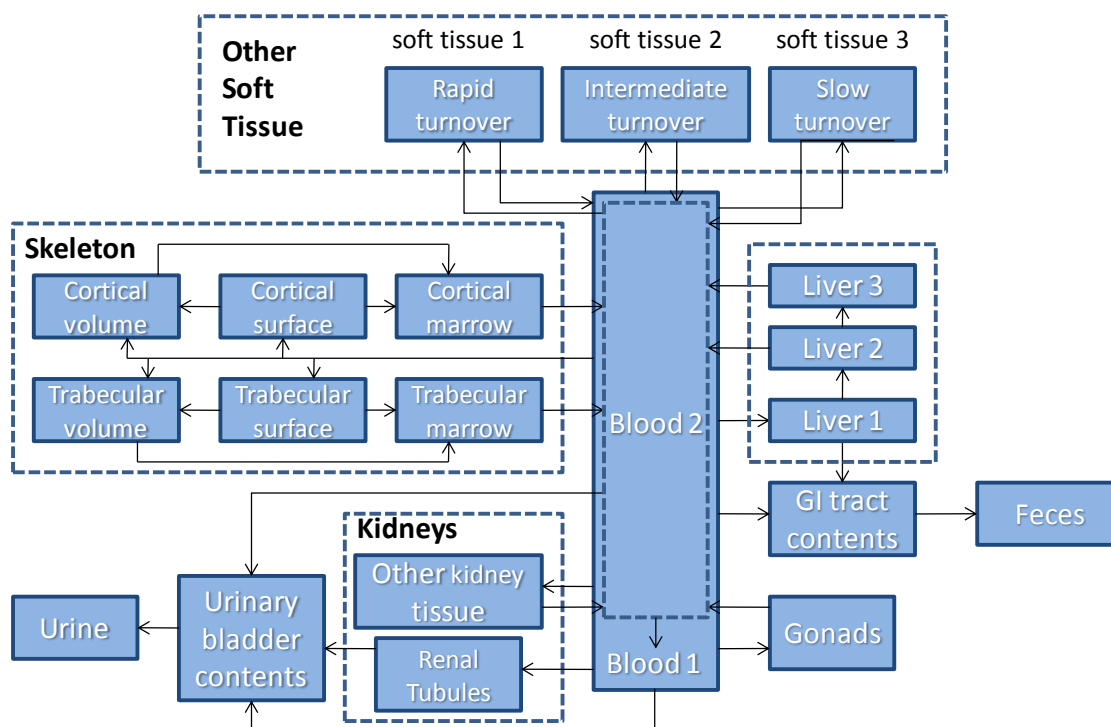 soft tissue 1
soft tissue 2
soft tissue 3
Other
Soft
Tissue
Rapid
turnover
Intermediate
turnover
Slow
turnover
Skeleton
Cortical
volume
Cortical
surface
Cortical
marrow
Trabecular
volume
Trabecular
surface
Trabecular
marrow
Blood 2
Liver 3
Liver 2
Liver 1
GI tract
contents
Feces
Kidneys
Other kidney
tissue
Urinary
bladder
contents
Urine
Renal
Tubules
Blood 1
Gonads